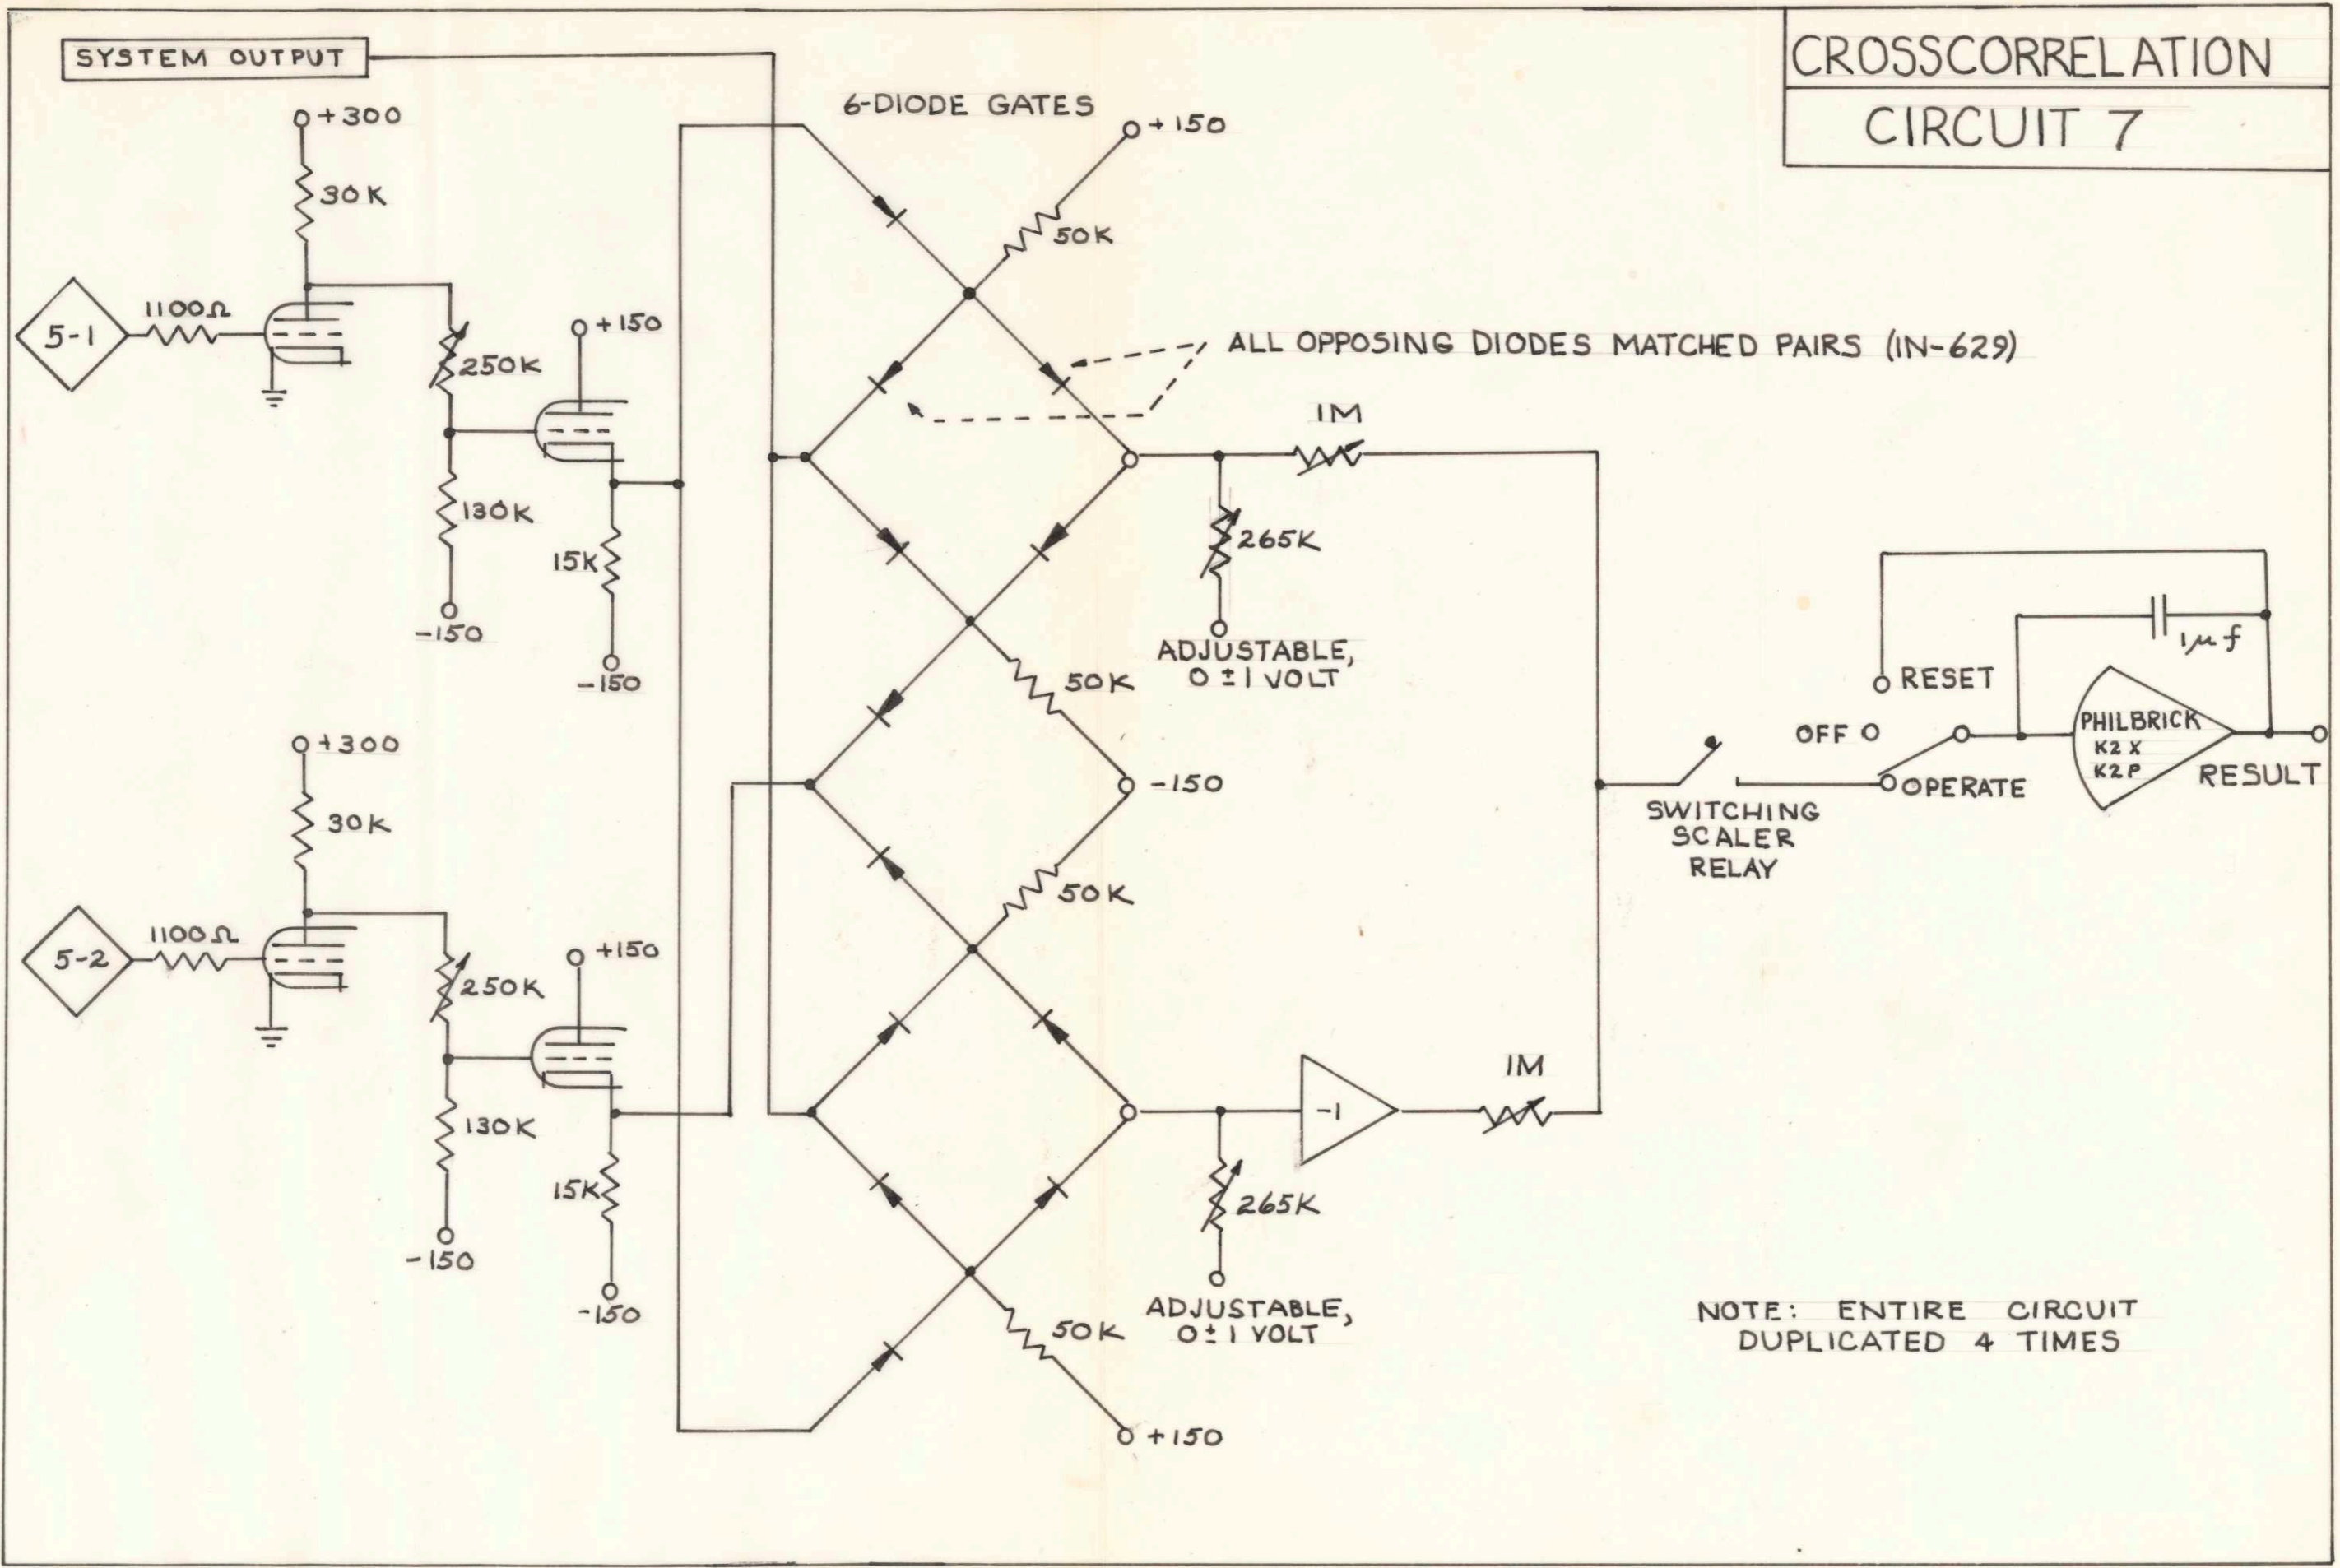 SYSTEM OUTPUT
CROSSCORRELATION
CIRCUIT 7
6-DIODE GATES
+300
30K
5-1
1100Ω
250K
130K
-150
+150
15K
-150
+150
50K
ALL OPPOSING DIODES MATCHED PAIRS (IN-629)
1M
265K
ADJUSTABLE,
0 ± 1 VOLT
50K
-150
50K
+300
30K
5-2
1100Ω
250K
130K
-150
+150
15K
-150
-1
1M
265K
ADJUSTABLE,
0 ± 1 VOLT
50K
+150
SWITCHING
SCALER
RELAY
RESET
OFF
OPERATE
1μf
PHILBRICK
K2X
K2P
RESULT
NOTE: ENTIRE CIRCUIT
DUPLICATED 4 TIMES